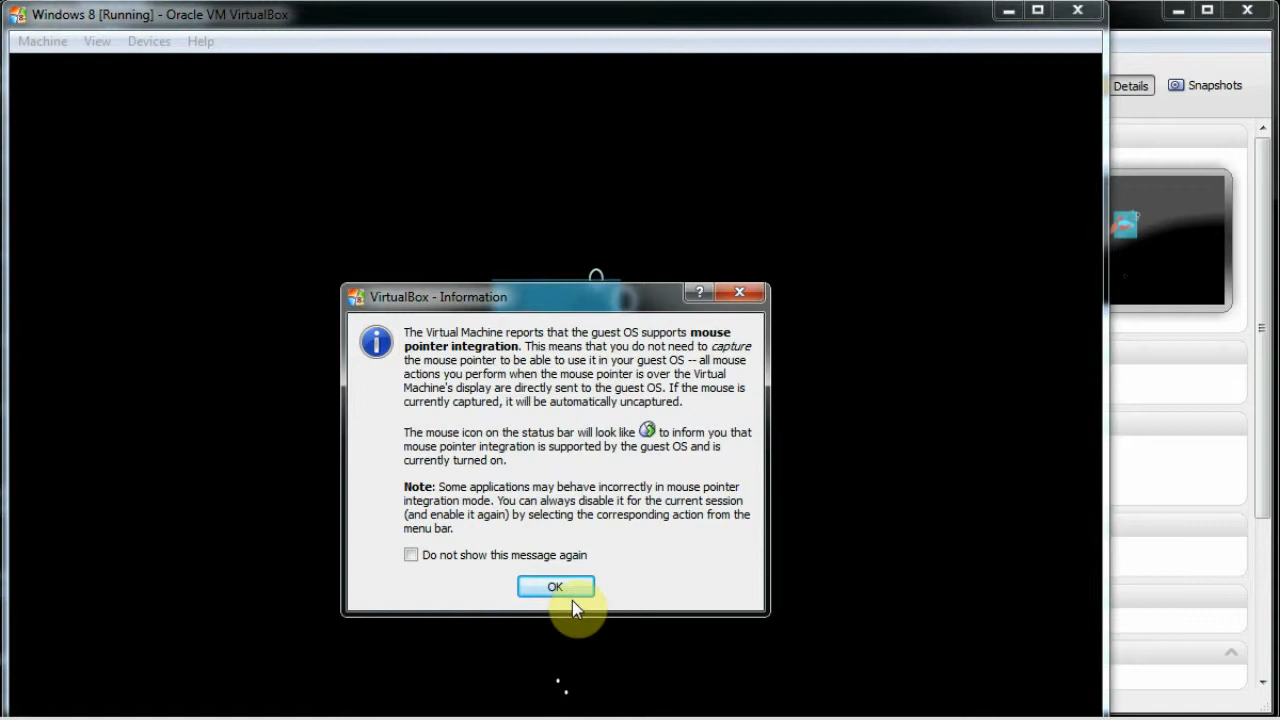 Windows 8 [Running] - Oracle VM VirtualBox
Machine View Devices Help
Details Snapshots
VirtualBox - Information
The Virtual Machine reports that the guest OS supports mouse
pointer integration. This means that you do not need to capture
the mouse pointer to be able to use it in your guest OS -- all mouse
actions you perform when the mouse pointer is over the Virtual
Machine's display are directly sent to the guest OS. If the mouse is
currently captured, it will be automatically uncaptured.
The mouse icon on the status bar will look like to inform you that
mouse pointer integration is supported by the guest OS and is
currently turned on.
Note: Some applications may behave incorrectly in mouse pointer
integration mode. You can always disable it for the current session
(and enable it again) by selecting the corresponding action from the
menu bar.
Do not show this message again
OK